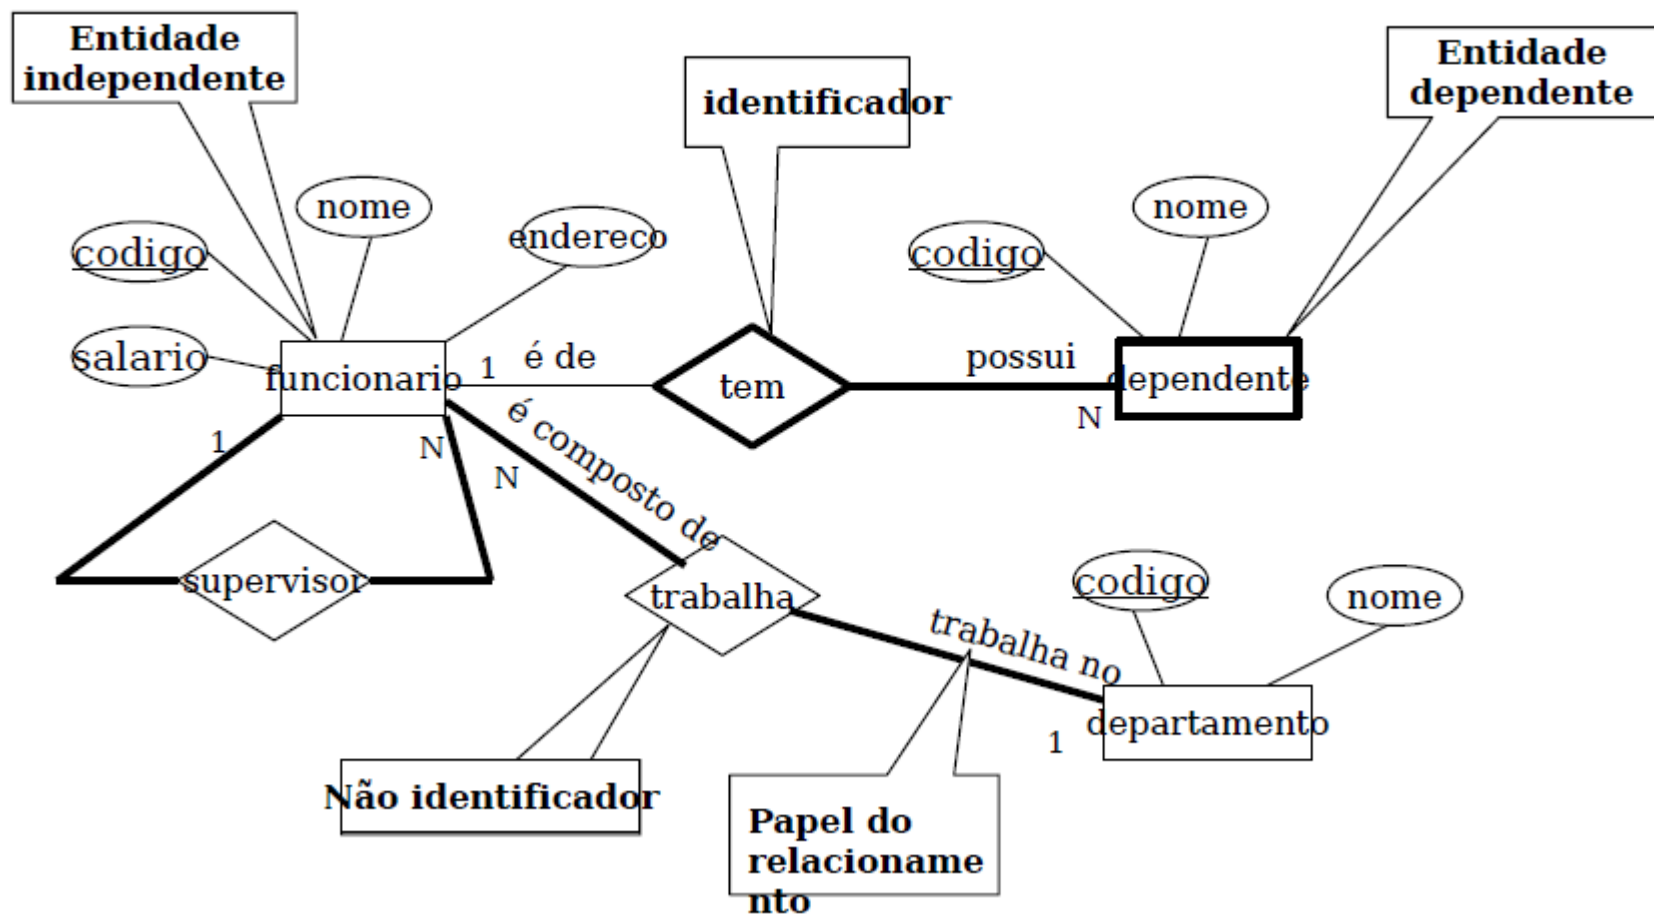 Entidade
independente
identificador
Entidade
dependente
nome
codigo
endereco
nome
codigo
salario
funcionario
1
é de
tem
possui
N
dependente
1
N
N
é composto de
supervisor
trabalha
trabalha no
codigo
nome
departamento
1
Não identificador
Papel do
relacioname
nto